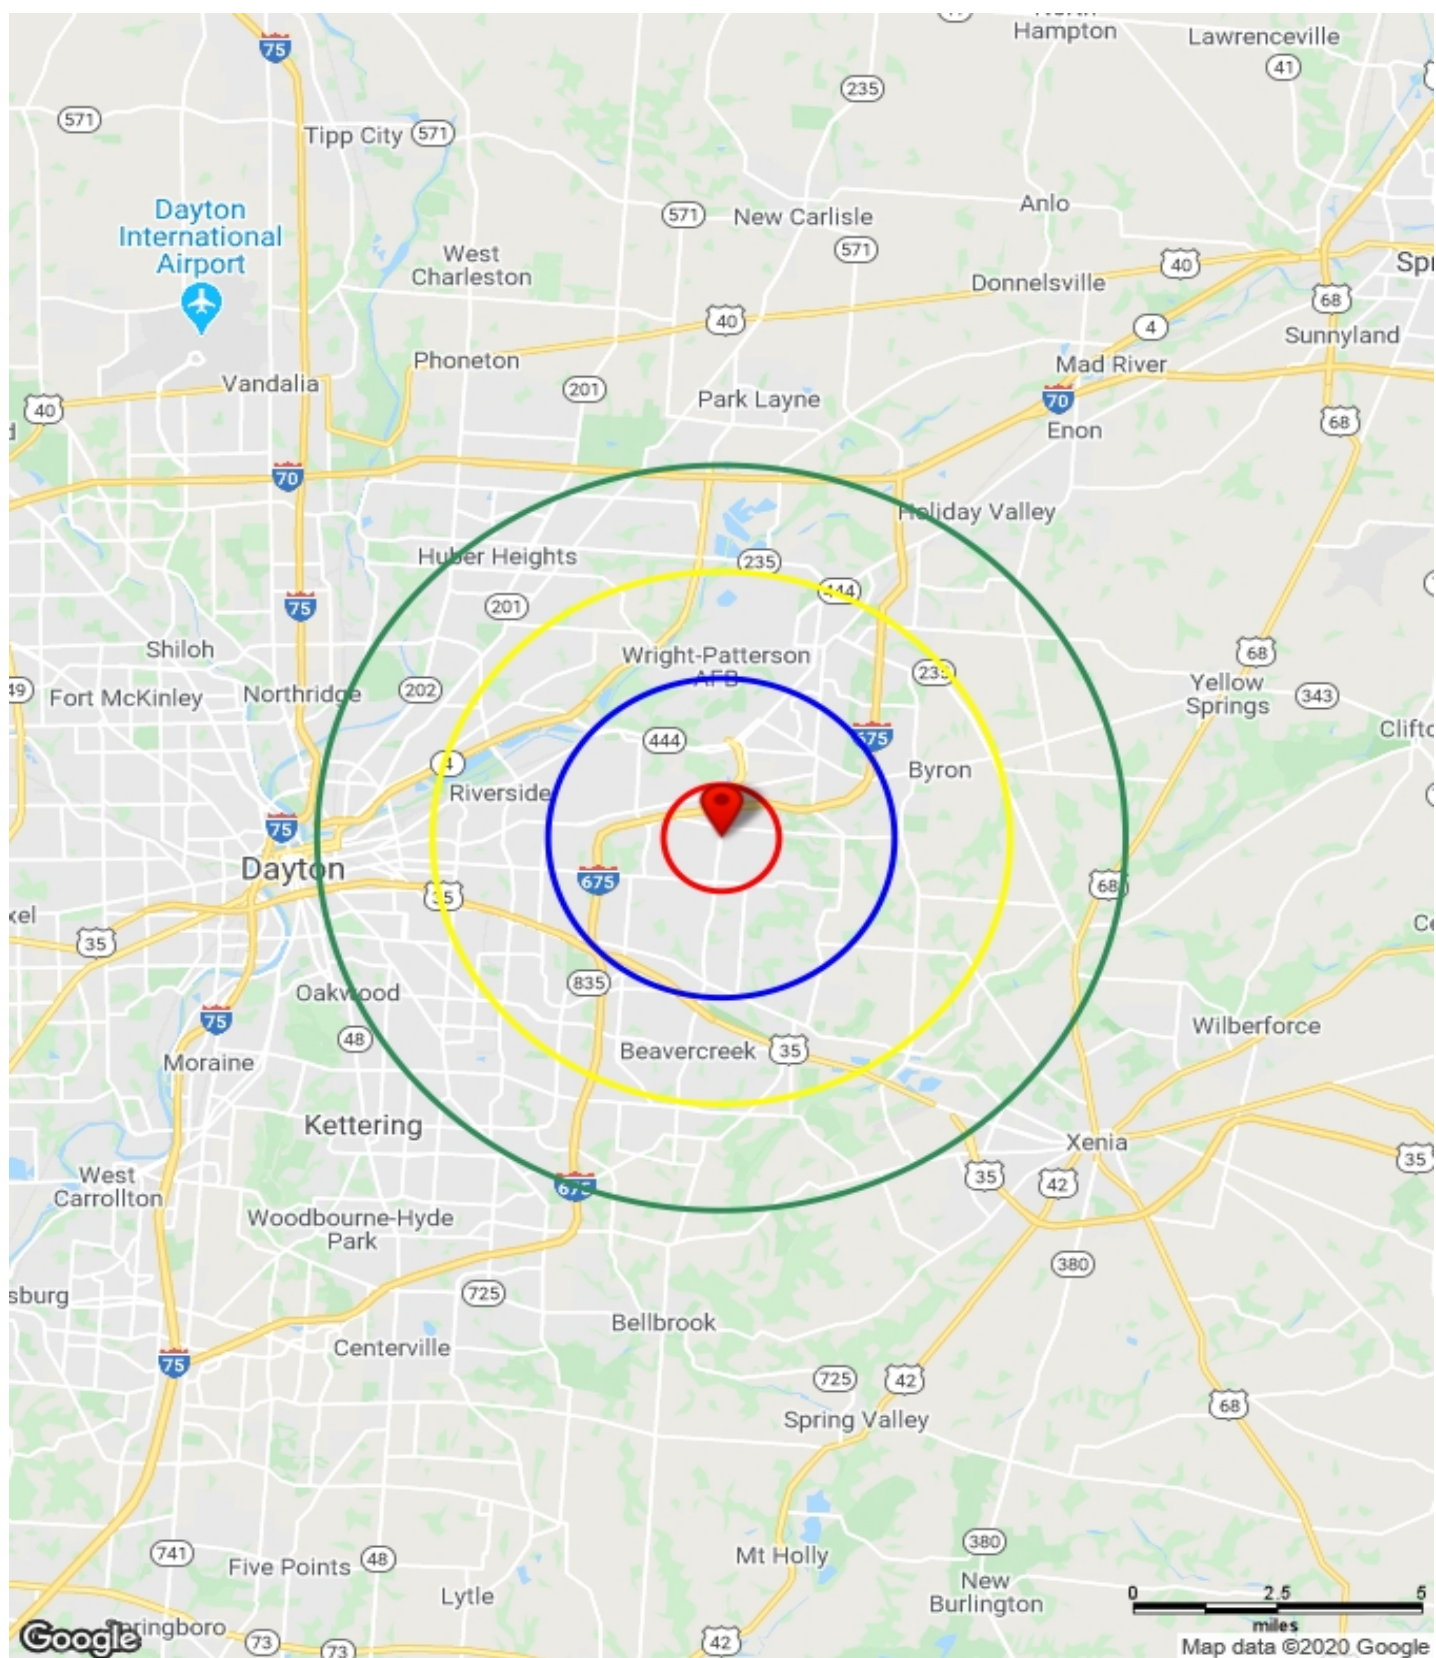 North
Hampton
Lawrenceville
75
41
235
571
Tipp City
571
Dayton
International
Airport
571
New Carlisle
Anlo
West
Charleston
571
40
Donnelsville
68
Sunnyland
40
4
Phoneton
Mad River
Vandalia
201
Park Layne
70
40
68
Enon
70
Holiday Valley
Huber Heights
235
444
75
201
Shiloh
Wright-Patterson
AFB
68
235
Fort McKinley
Northridge
202
Yellow
Springs
343
49
444
675
4
Byron
Riverside
75
Dayton
675
35
68
35
835
Oakwood
75
48
Moraine
Beavercreek
35
Wilberforce
Kettering
Xenia
West
Carrollton
675
35
42
35
Woodbourne-Hyde
Park
380
725
Bellbrook
Centerville
75
725
42
68
Spring Valley
741
Five Points
48
Mt Holly
380
Lytle
New
Burlington
0 2.5 5
miles
Springboro
73
73
42
Google
Map data ©2020 Google